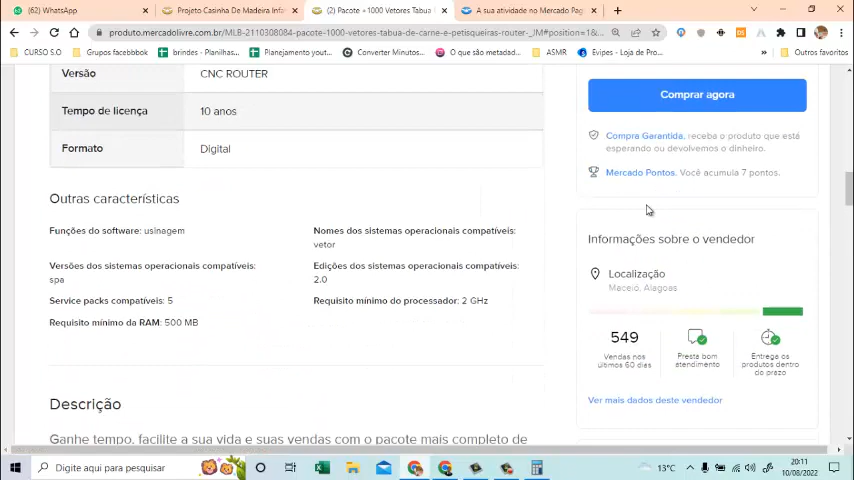 (62) WhatsApp
Projeto Casinha De Madeira Infan
(2) Pacote +1000 Vetores Tabua D
A sua atividade no Mercado Pago
produto.mercadolivre.com.br/MLB-2110308084-pacote-1000-vetores-tabua-de-carne-e-petisqueiras-router-_JM#position=1&
CURSO S.O
Grupos facebbbok
brindes - Planilhas...
Planejamento youtu...
Converter Minutos...
O que são metadad...
ASMR
Evipes - Loja de Pro...
Outros favoritos
Versão
CNC ROUTER
Tempo de licença
10 anos
Formato
Digital
Outras características
Funções do software: usinagem
Nomes dos sistemas operacionais compatíveis:
vetor
Versões dos sistemas operacionais compatíveis:
spa
Edições dos sistemas operacionais compatíveis:
2.0
Service packs compatíveis: 5
Requisito mínimo do processador: 2 GHz
Requisito mínimo da RAM: 500 MB
Descrição
Ganhe tempo, facilite a sua vida e suas vendas com o pacote mais completo de
Comprar agora
Compra Garantida, receba o produto que está
esperando ou devolvemos o dinheiro.
Mercado Pontos. Você acumula 7 pontos.
Informações sobre o vendedor
Localização
Maceió, Alagoas
549
Vendas nos
últimos 60 dias
Presta bom
atendimento
Entrega os
produtos dentro
do prazo
Ver mais dados deste vendedor
Digite aqui para pesquisar
13°C
20:11
10/08/2022